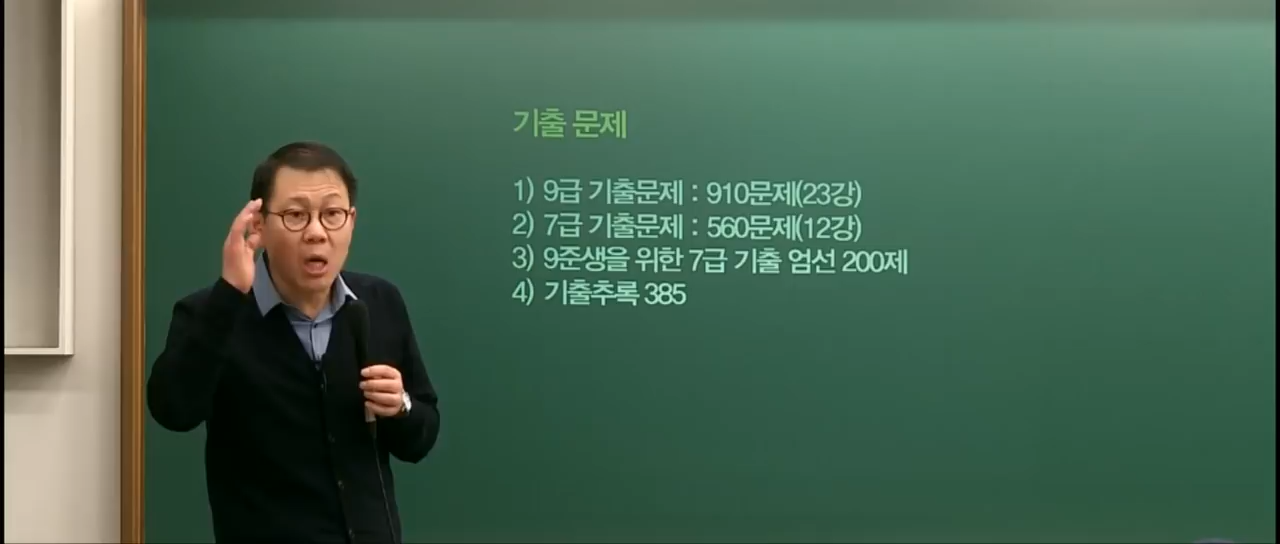 기출 문제
1) 9급 기출문제 : 910문제(23강)
2) 7급 기출문제 : 560문제(12강)
3) 9준생을 위한 7급 기출 엄선 200제
4) 기출추록 385